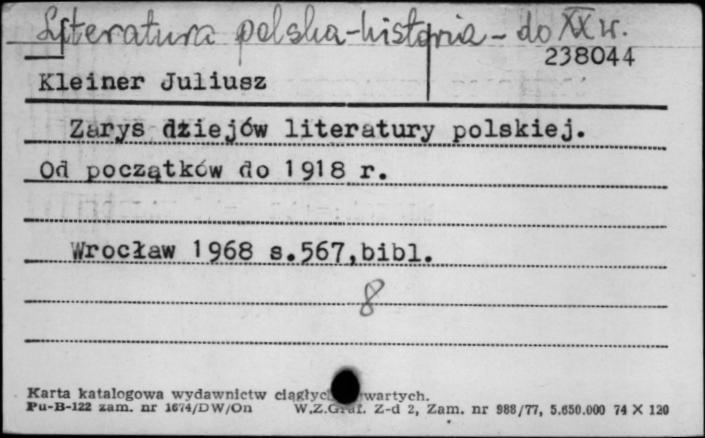 Literatura polska-historia - do XX w.
238044
Kleiner Juliusz
Zarys dziejów literatury polskiej.
Od początków do 1918 r.
Wrocław 1968 s.567,bibl.
8
Karta katalogowa wydawnictw
Pu-B-122 zam. nr 1674/DW/On W.Z.Graf. Z-d 2, Zam. nr 988/77, 5.650.000 74 X 120